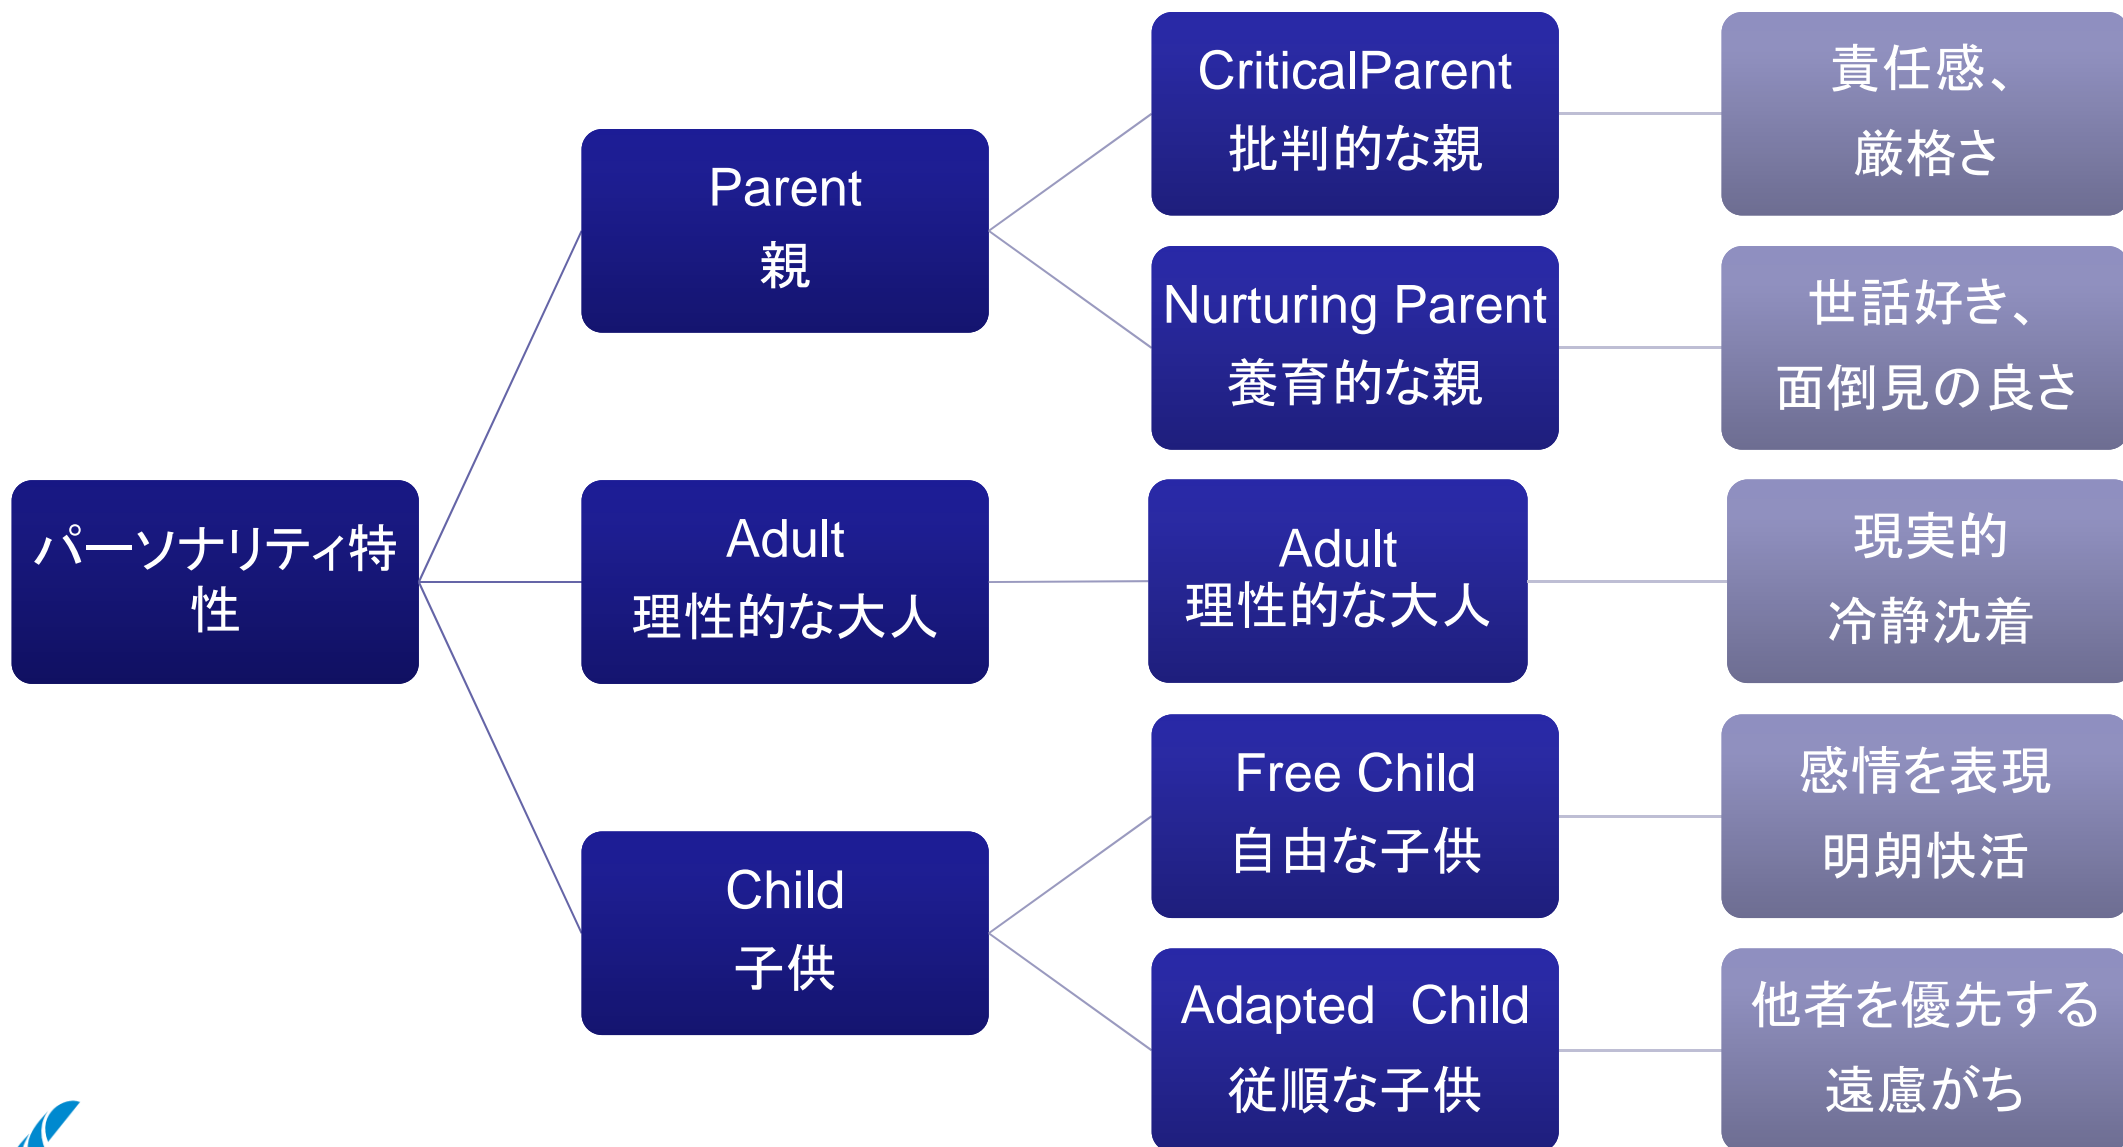 パーソナリティ特
性
Parent
親
Adult
理性的な大人
Child
子供
CriticalParent
批判的な親
Nurturing Parent
養育的な親
Adult
理性的な大人
Free Child
自由な子供
Adapted　Child
従順な子供
責任感、
厳格さ
世話好き、
面倒見の良さ
現実的
冷静沈着
感情を表現
明朗快活
他者を優先する
遠慮がち